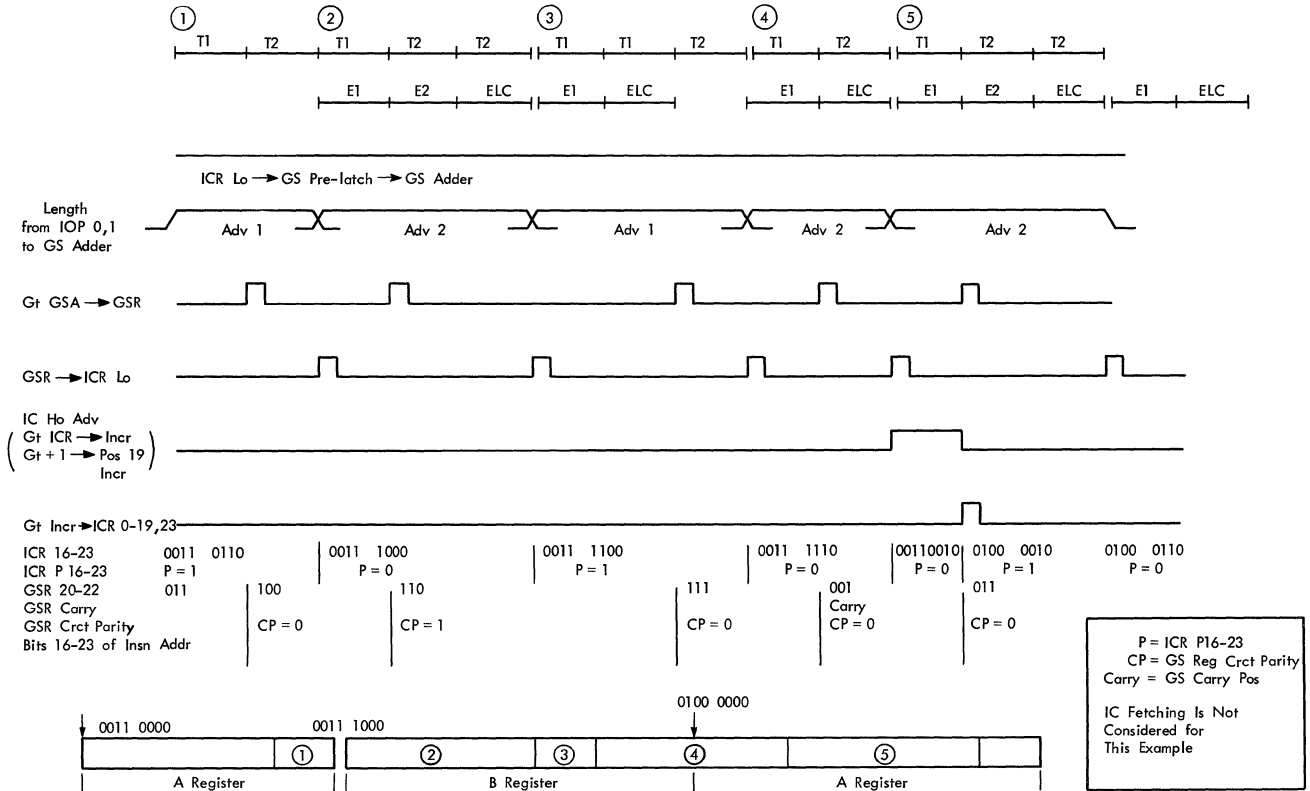 ① ② ③ ④ ⑤
T1 T2 T1 T2 T2 T1 T1 T2 T1 T2 T1 T2 T2
E1 E2 ELC E1 ELC E1 ELC E1 E2 ELC E1 ELC
ICR Lo → GS Pre-latch → GS Adder
Length
from IOP 0,1
to GS Adder
Adv 1 Adv 2 Adv 1 Adv 2 Adv 2
Gt GSA → GSR
GSR → ICR Lo
IC Ho Adv
( Gt ICR → Incr
Gt + 1 → Pos 19
Incr )
Gt Incr → ICR 0-19,23
ICR 16-23 0011 0110 0011 1000 0011 1100 0011 1110 00110010 0100 0010 0100 0110
ICR P 16-23 P = 1 P = 0 P = 1 P = 0 P = 0 P = 1 P = 0
GSR 20-22 011 100 110 111 001 011
GSR Carry Carry
GSR Crct Parity CP = 0 CP = 1 CP = 0 CP = 0 CP = 0
Bits 16-23 of Insn Addr
P = ICR P16-23
CP = GS Reg Crct Parity
Carry = GS Carry Pos
IC Fetching Is Not
Considered for
This Example
0100 0000
0011 0000 0011 1000
① ② ③ ④ ⑤
A Register B Register A Register